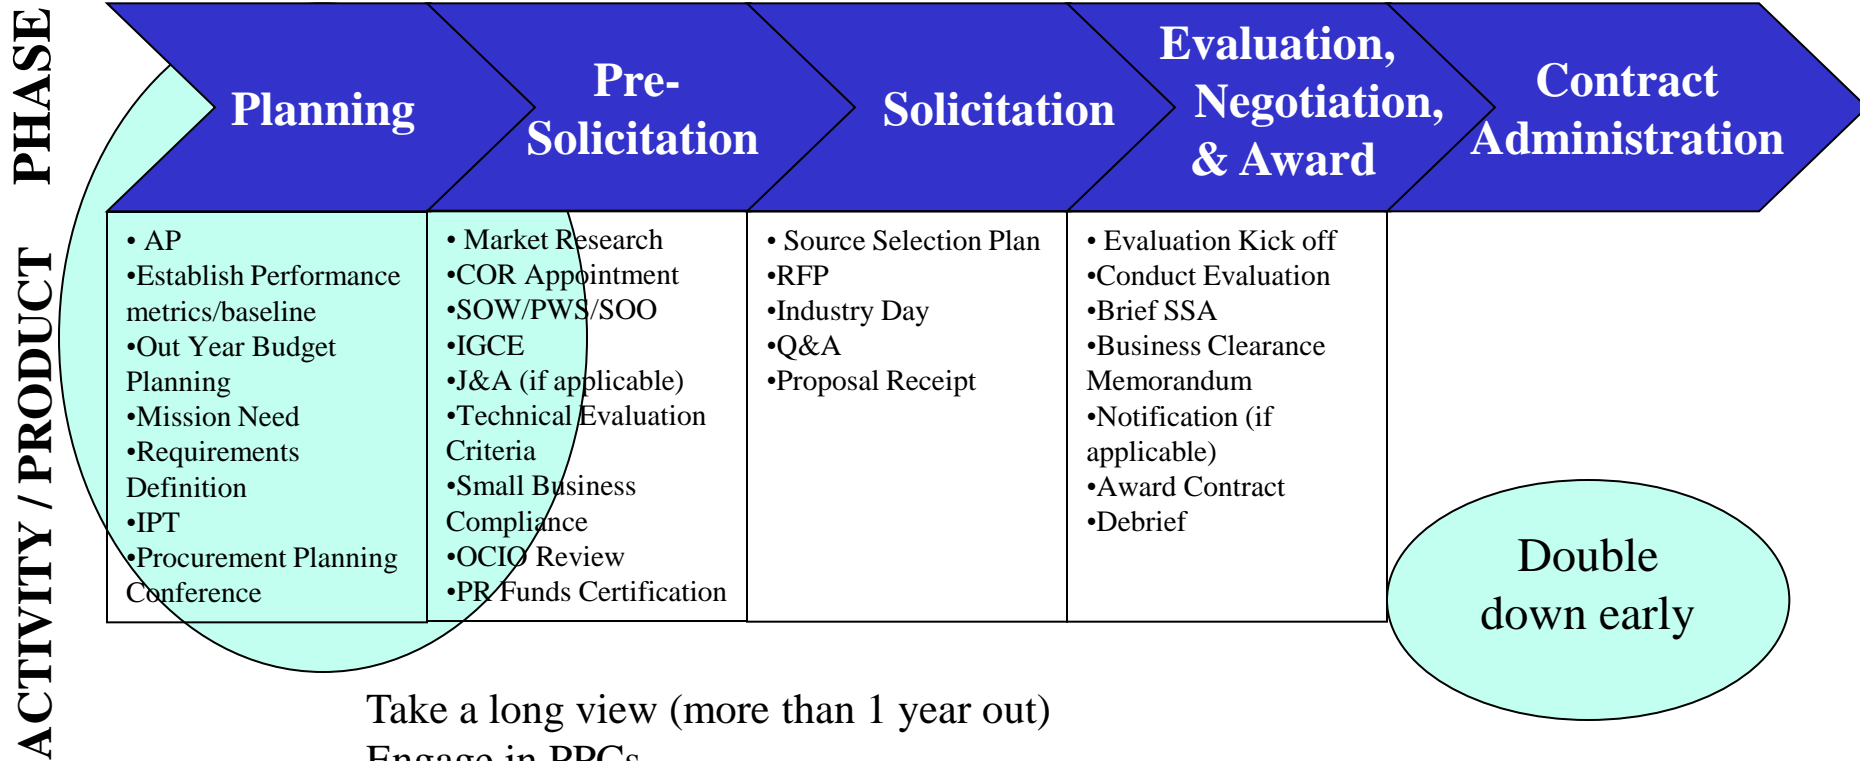 PHASE
Planning
Pre-
Solicitation
Solicitation
Evaluation,
Negotiation,
& Award
Contract
Administration
ACTIVITY / PRODUCT
• AP
•Establish Performance
metrics/baseline
•Out Year Budget
Planning
•Mission Need
•Requirements
Definition
•IPT
•Procurement Planning
Conference
• Market Research
•COR Appointment
•SOW/PWS/SOO
•IGCE
•J&A (if applicable)
•Technical Evaluation
Criteria
•Small Business
Compliance
•OCIO Review
•PR Funds Certification
• Source Selection Plan
•RFP
•Industry Day
•Q&A
•Proposal Receipt
• Evaluation Kick off
•Conduct Evaluation
•Brief SSA
•Business Clearance
Memorandum
•Notification (if
applicable)
•Award Contract
•Debrief
Double
down early
Take a long view (more than 1 year out)
Engage in PPCs